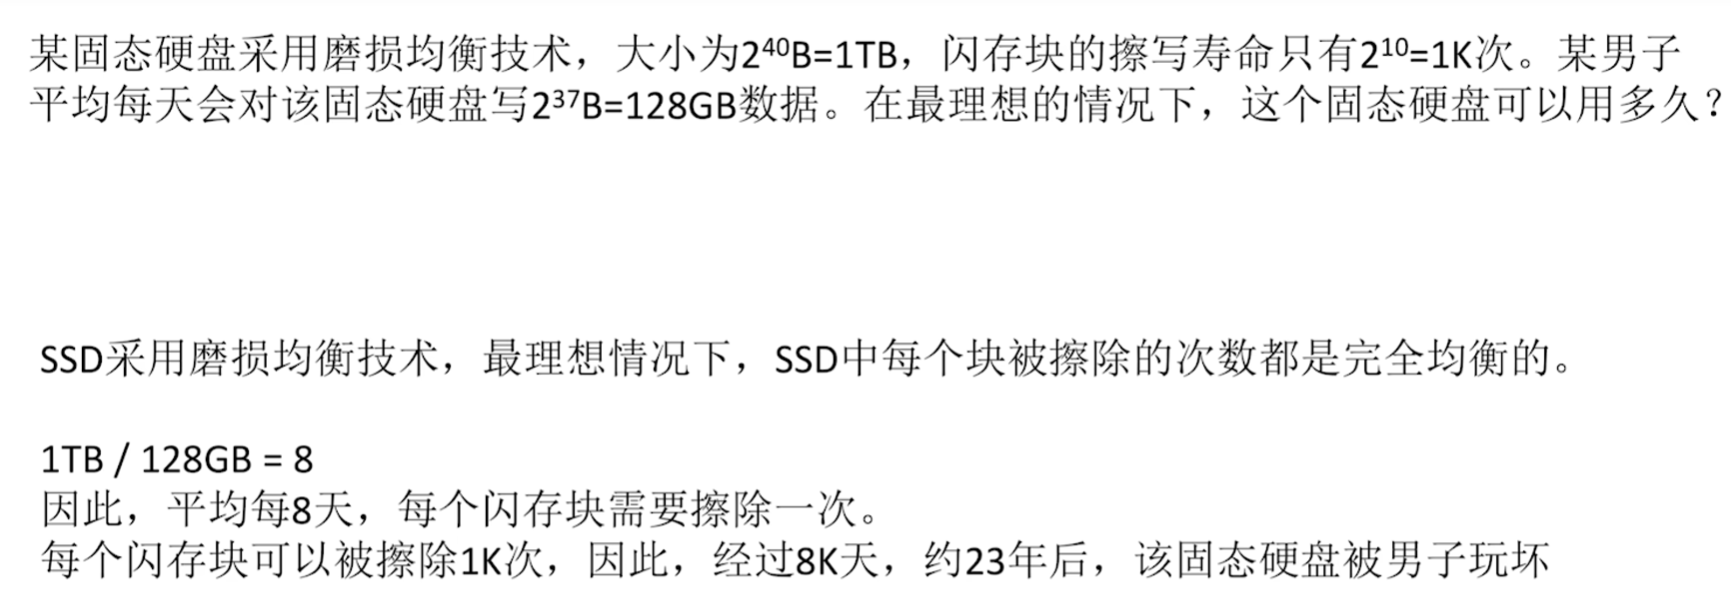 某固态硬盘采用磨损均衡技术，大小为2⁴⁰B=1TB，闪存块的擦写寿命只有2¹⁰=1K次。某男子
平均每天会对该固态硬盘写2³⁷B=128GB数据。在最理想的情况下，这个固态硬盘可以用多久？
SSD采用磨损均衡技术，最理想情况下，SSD中每个块被擦除的次数都是完全均衡的。
1TB / 128GB = 8
因此，平均每8天，每个闪存块需要擦除一次。
每个闪存块可以被擦除1K次，因此，经过8K天，约23年后，该固态硬盘被男子玩坏